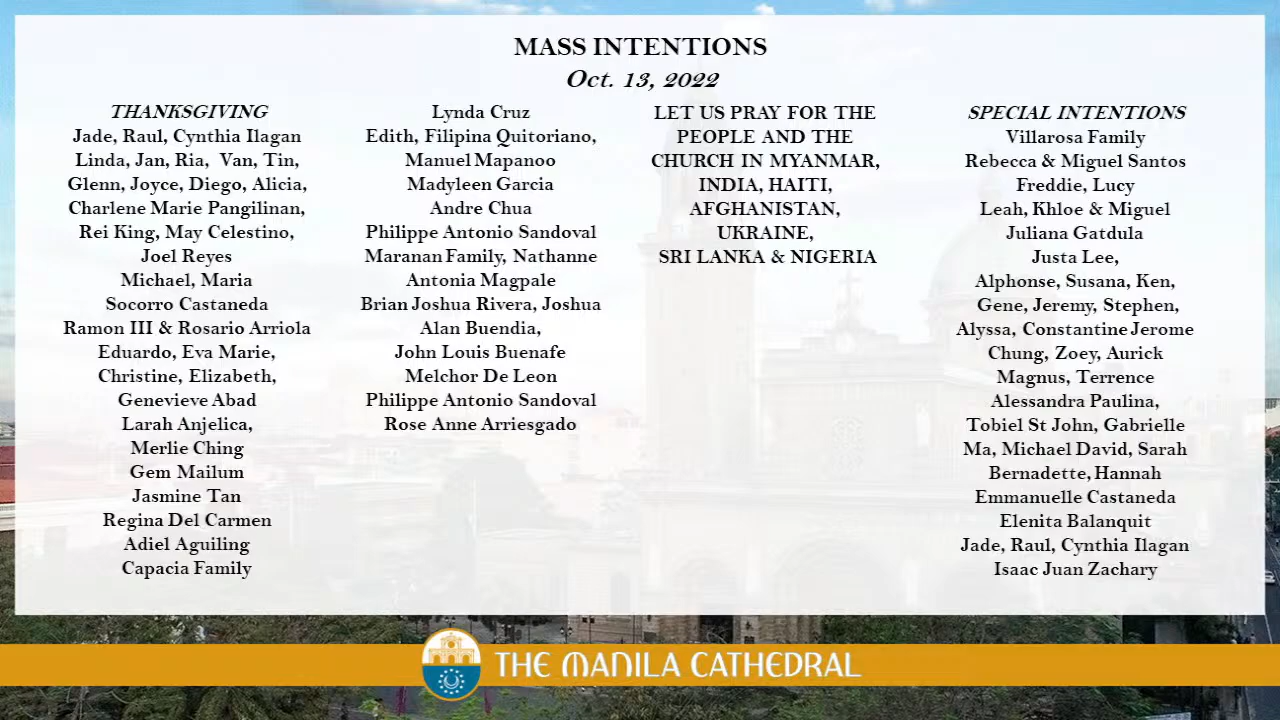 MASS INTENTIONS
Oct. 13, 2022
THANKSGIVING
Jade, Raul, Cynthia Ilagan
Linda, Jan, Ria, Van, Tin,
Glenn, Joyce, Diego, Alicia,
Charlene Marie Pangilinan,
Rei King, May Celestino,
Joel Reyes
Michael, Maria
Socorro Castaneda
Ramon III & Rosario Arriola
Eduardo, Eva Marie,
Christine, Elizabeth,
Genevieve Abad
Larah Anjelica,
Merlie Ching
Gem Mailum
Jasmine Tan
Regina Del Carmen
Adiel Aguiling
Capacia Family
Lynda Cruz
Edith, Filipina Quitoriano,
Manuel Mapanoo
Madyleen Garcia
Andre Chua
Philippe Antonio Sandoval
Maranan Family, Nathanne
Antonia Magpale
Brian Joshua Rivera, Joshua
Alan Buendia,
John Louis Buenafe
Melchor De Leon
Philippe Antonio Sandoval
Rose Anne Arriesgado
LET US PRAY FOR THE
PEOPLE AND THE
CHURCH IN MYANMAR,
INDIA, HAITI,
AFGHANISTAN,
UKRAINE,
SRI LANKA & NIGERIA
SPECIAL INTENTIONS
Villarosa Family
Rebecca & Miguel Santos
Freddie, Lucy
Leah, Khloe & Miguel
Juliana Gatdula
Justa Lee,
Alphonse, Susana, Ken,
Gene, Jeremy, Stephen,
Alyssa, Constantine Jerome
Chung, Zoey, Aurick
Magnus, Terrence
Alessandra Paulina,
Tobiel St John, Gabrielle
Ma, Michael David, Sarah
Bernadette, Hannah
Emmanuelle Castaneda
Elenita Balanquit
Jade, Raul, Cynthia Ilagan
Isaac Juan Zachary
THE MANILA CATHEDRAL